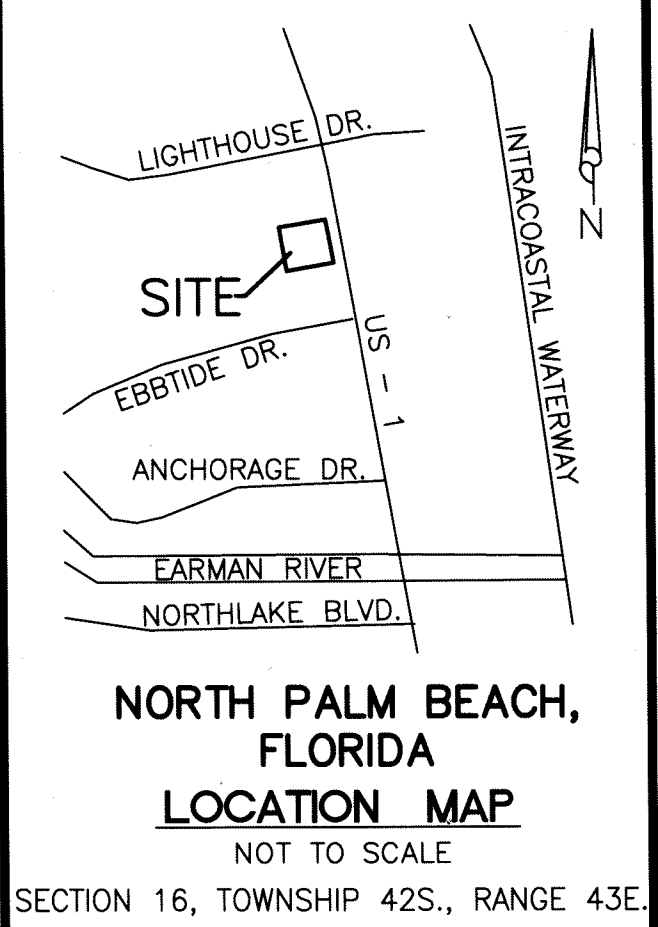 LIGHTHOUSE DR.
INTRACOASTAL WATERWAY
N
SITE
US - 1
EBBTIDE DR.
ANCHORAGE DR.
EARMAN RIVER
NORTHLAKE BLVD.
NORTH PALM BEACH,
FLORIDA
LOCATION MAP
NOT TO SCALE
SECTION 16, TOWNSHIP 42S., RANGE 43E.